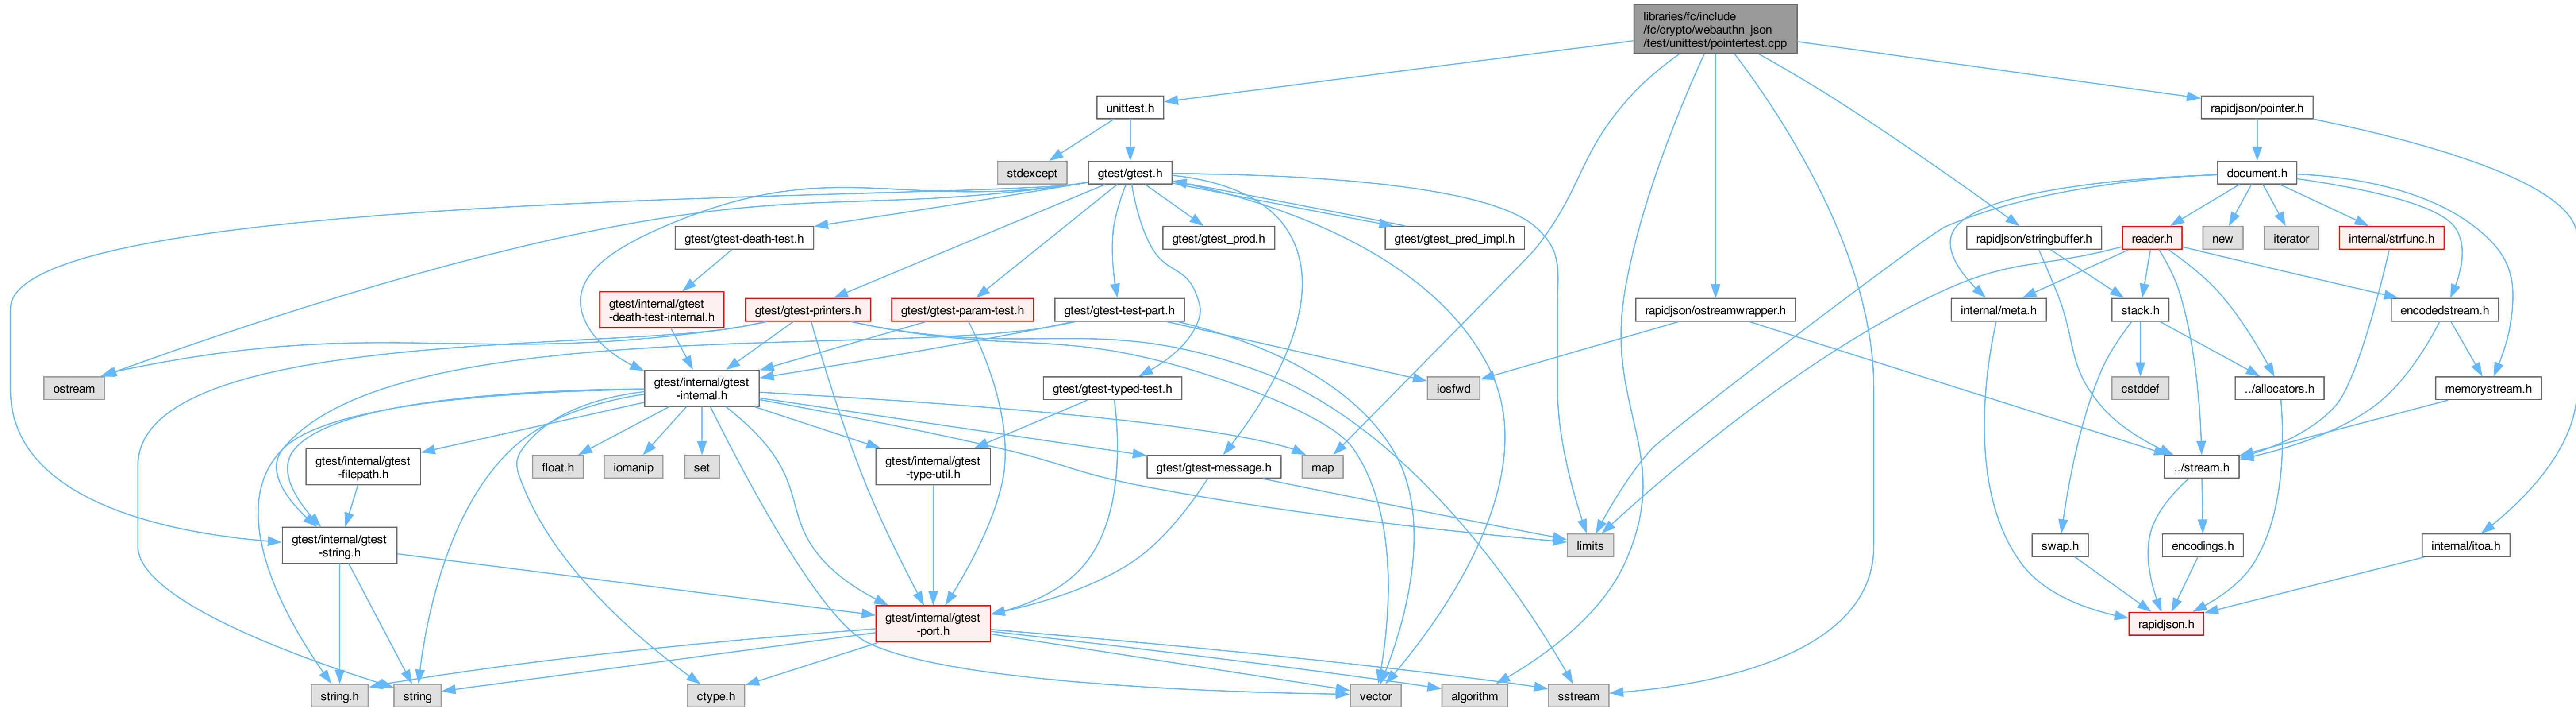 libraries/fc/include
/fc/crypto/webauthn_json
/test/unittest/pointertest.cpp
unittest.h
rapidjson/pointer.h
stdexcept
gtest/gtest.h
document.h
gtest/gtest-death-test.h
gtest/gtest_prod.h
gtest/gtest_pred_impl.h
rapidjson/stringbuffer.h
reader.h
new
iterator
internal/strfunc.h
gtest/internal/gtest
-death-test-internal.h
gtest/gtest-printers.h
gtest/gtest-param-test.h
gtest/gtest-test-part.h
rapidjson/ostreamwrapper.h
internal/meta.h
stack.h
encodedstream.h
ostream
gtest/internal/gtest
-internal.h
gtest/gtest-typed-test.h
iosfwd
cstddef
../allocators.h
memorystream.h
gtest/internal/gtest
-filepath.h
float.h
iomanip
set
gtest/internal/gtest
-type-util.h
gtest/gtest-message.h
map
../stream.h
gtest/internal/gtest
-string.h
limits
swap.h
encodings.h
internal/itoa.h
gtest/internal/gtest
-port.h
rapidjson.h
string.h
string
ctype.h
vector
algorithm
sstream